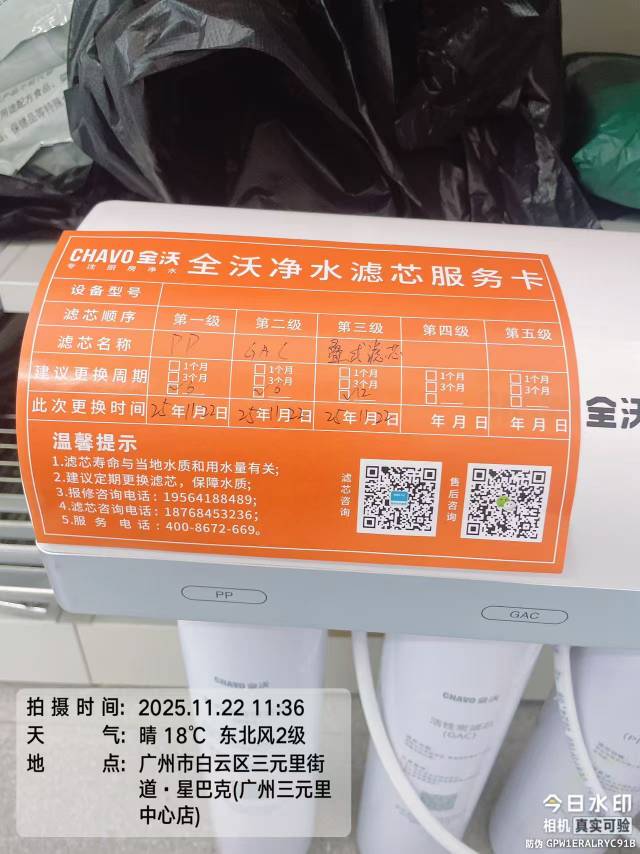 CHAVO 全沃
专注厨房净水
全沃净水滤芯服务卡
设备型号
滤芯顺序 第一级 第二级 第三级 第四级 第五级
滤芯名称 PP GAC 叠式滤芯
建议更换周期 1个月 1个月 1个月 1个月 1个月
3个月 3个月 3个月 3个月 3个月
12
此次更换时间 25年11月22日 25年11月22日 25年11月22日 年 月 日 年 月 日
温馨提示
1.滤芯寿命与当地水质和用水量有关;
2.建议定期更换滤芯，保障水质;
3.报修咨询电话：19564188489;
4.滤芯咨询电话：18768453236;
5.服务电话：400-8672-669。
滤芯咨询
售后咨询
全沃
PP
GAC
CHAVO 全沃
CHAVO 全沃
活性炭滤芯
(GAC)
拍摄时间：2025.11.22 11:36
天气：晴 18℃ 东北风2级
地点：广州市白云区三元里街
道·星巴克(广州三元里
中心店)
今日水印
相机 真实可验
防伪 GPW1ERALRYC91B